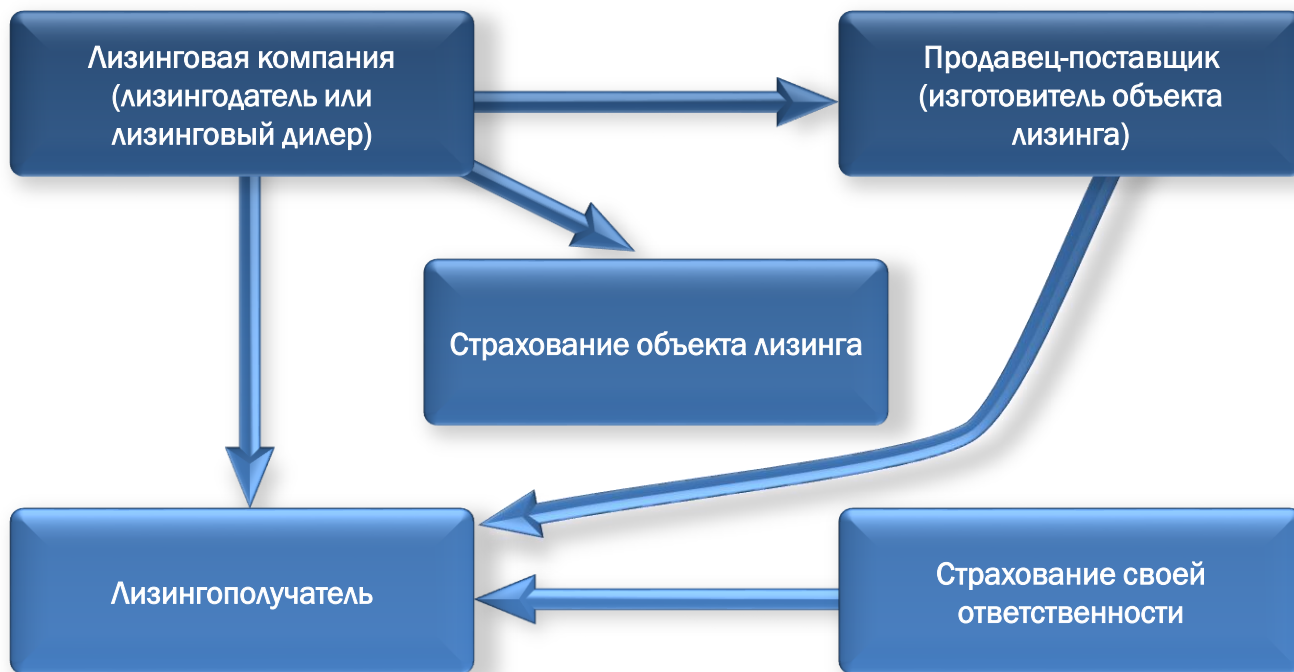 Лизинговая компания
(лизингодатель или
лизинговый дилер)
Продавец-поставщик
(изготовитель объекта
лизинга)
Страхование объекта лизинга
Лизингополучатель
Страхование своей
ответственности